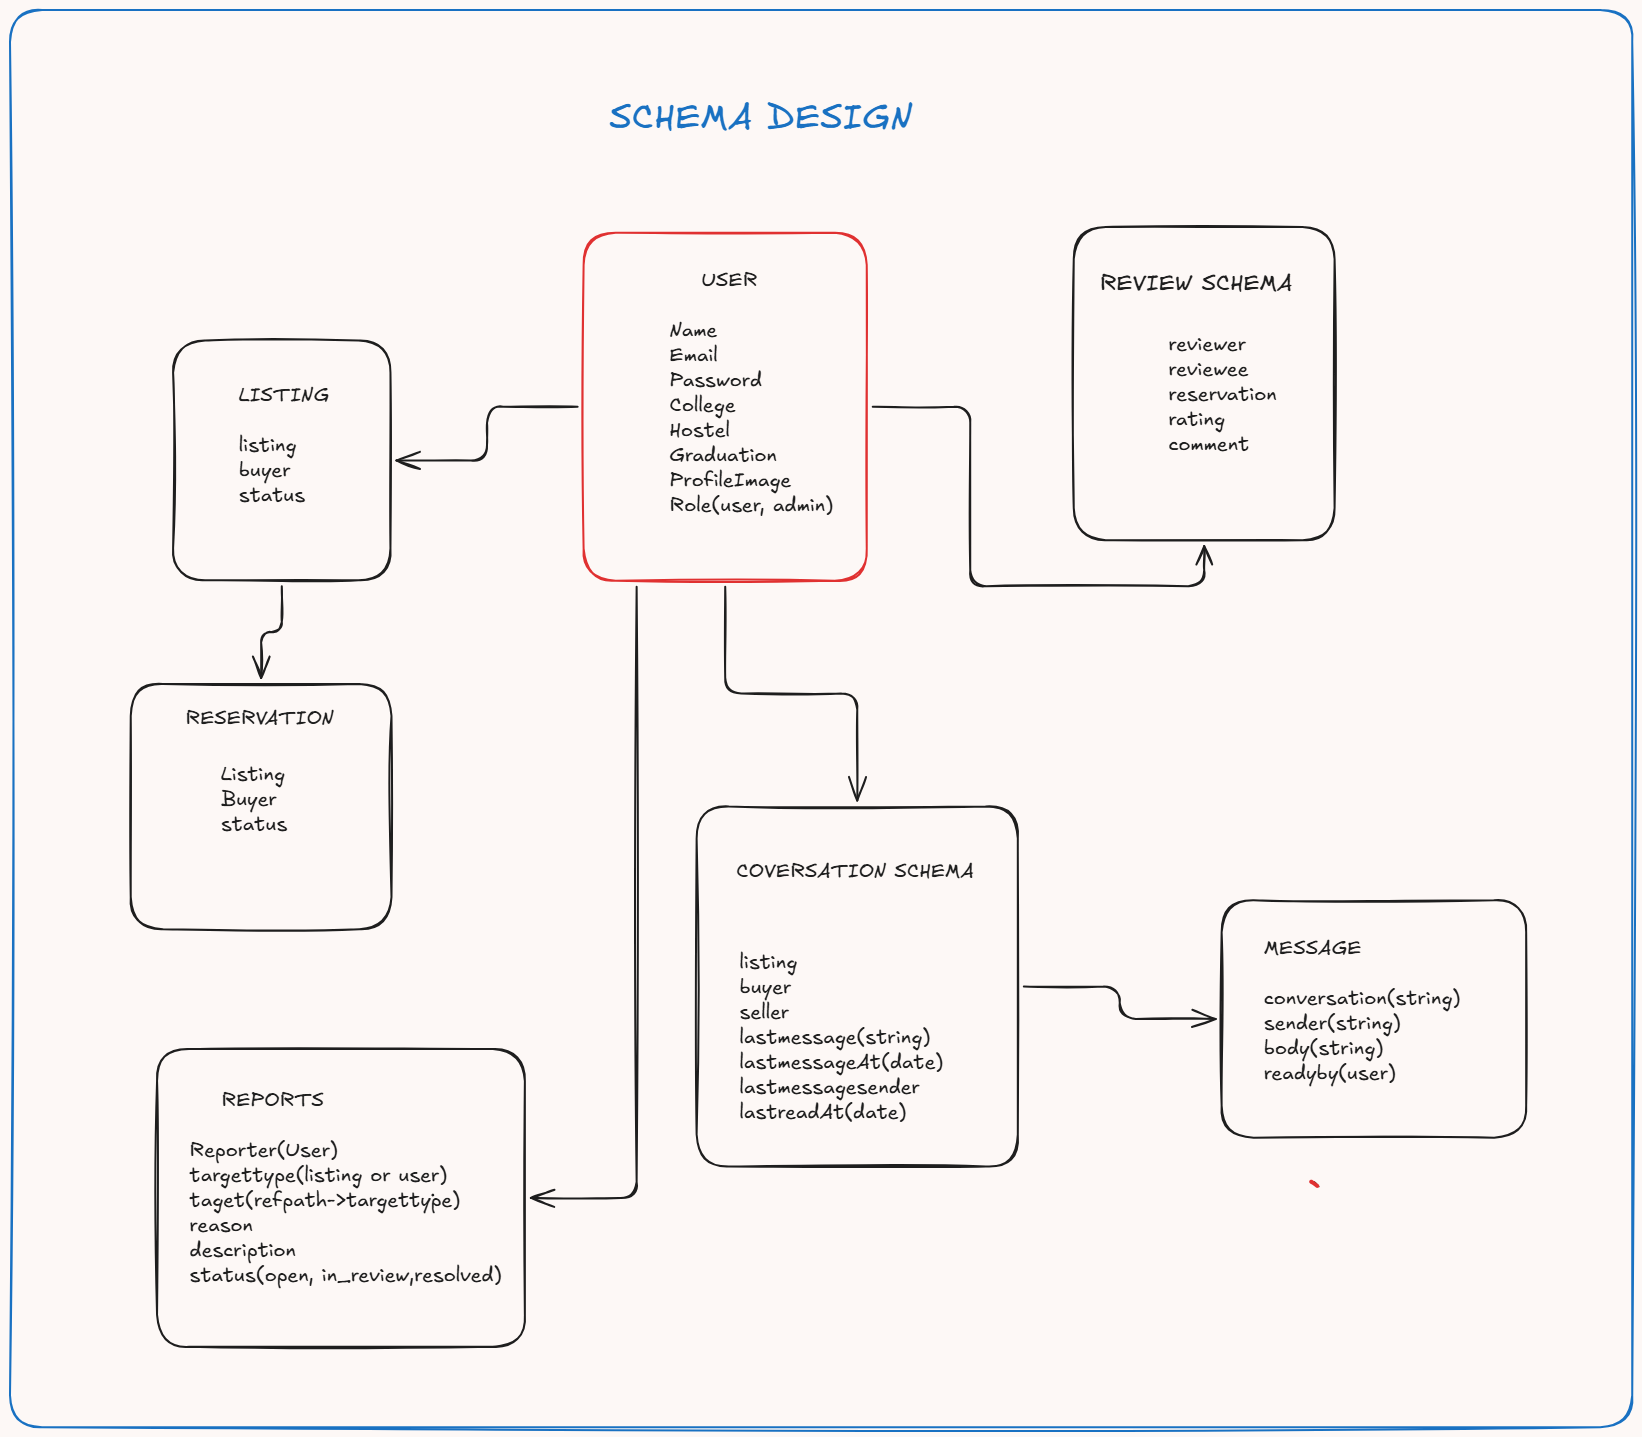 SCHEMA DESIGN
USER
Name
Email
Password
College
Hostel
Graduation
ProfileImage
Role(user, admin)
REVIEW SCHEMA
reviewer
reviewee
reservation
rating
comment
LISTING
listing
buyer
status
RESERVATION
Listing
Buyer
status
COVERSATION SCHEMA
listing
buyer
seller
lastmessage(string)
lastmessageAt(date)
lastmessagesender
lastreadAt(date)
MESSAGE
conversation(string)
sender(string)
body(string)
readyby(user)
REPORTS
Reporter(User)
targettype(listing or user)
taget(refpath->targettype)
reason
description
status(open, in_review,resolved)